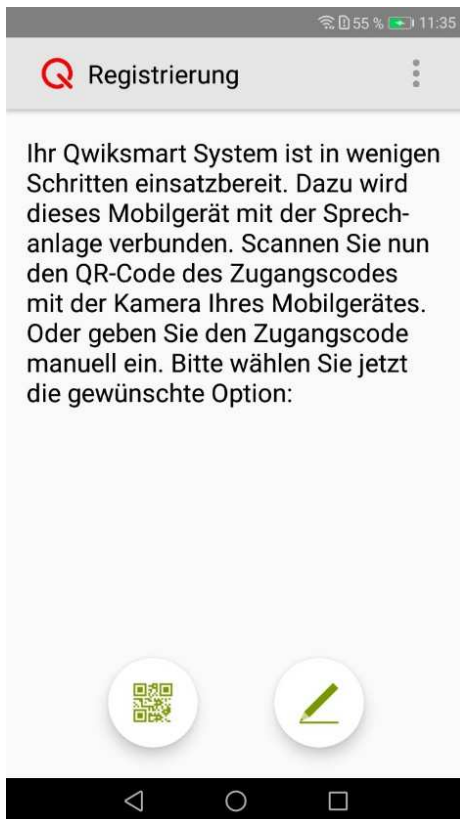 55 % 11:35
Registrierung
Ihr Qwiksmart System ist in wenigen
Schritten einsatzbereit. Dazu wird
dieses Mobilgerät mit der Sprech-
anlage verbunden. Scannen Sie nun
den QR-Code des Zugangscodes
mit der Kamera Ihres Mobilgerätes.
Oder geben Sie den Zugangscode
manuell ein. Bitte wählen Sie jetzt
die gewünschte Option: